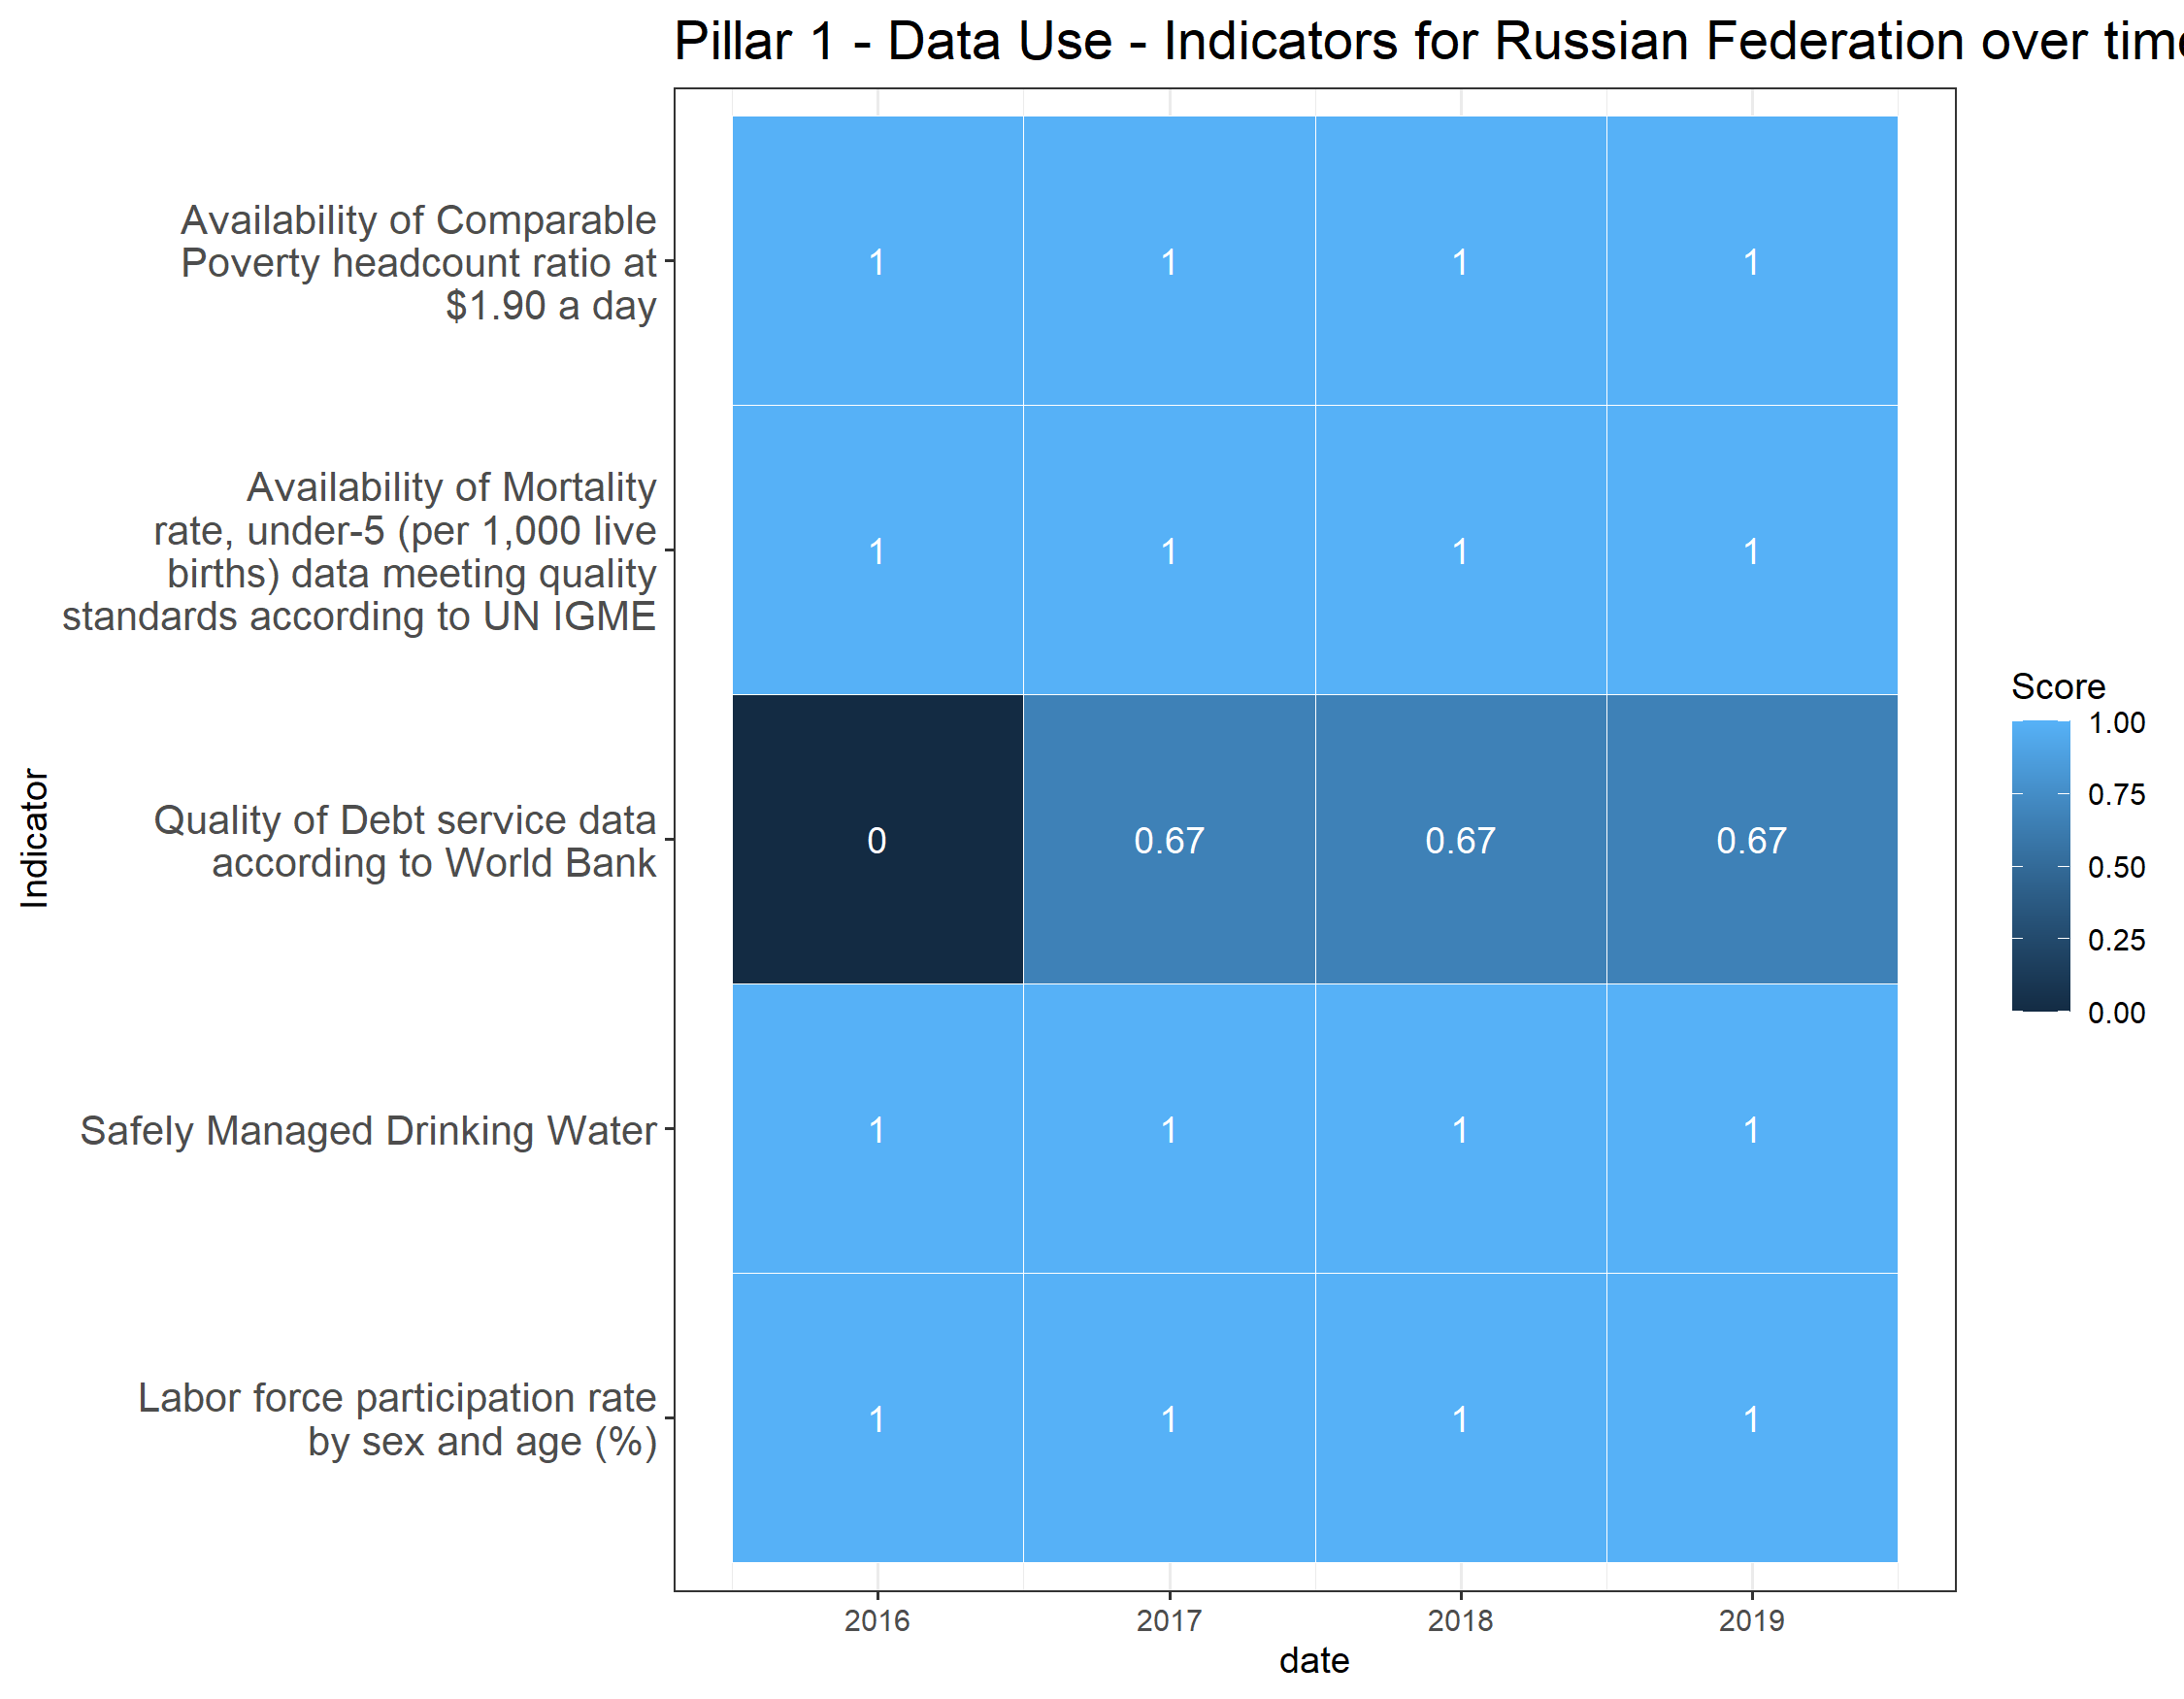 Pillar 1 - Data Use - Indicators for Russian Federation over time
Availability of Comparable
Poverty headcount ratio at
$1.90 a day
1 1 1 1
Availability of Mortality
rate, under-5 (per 1,000 live
births) data meeting quality
standards according to UN IGME
1 1 1 1
Quality of Debt service data
according to World Bank
0 0.67 0.67 0.67
Safely Managed Drinking Water
1 1 1 1
Labor force participation rate
by sex and age (%)
1 1 1 1
Indicator
2016 2017 2018 2019
date
Score
1.00
0.75
0.50
0.25
0.00